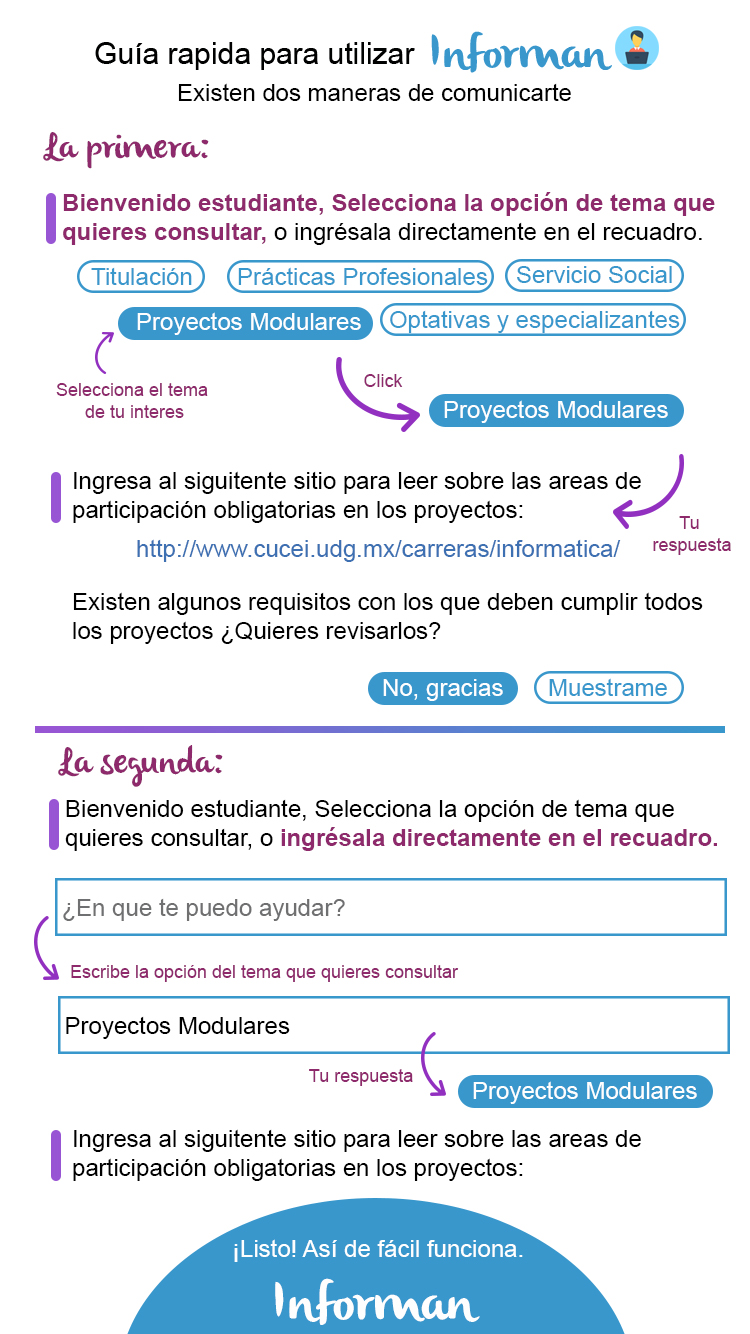 Guía rapida para utilizar Informan
Existen dos maneras de comunicarte
La primera:
Bienvenido estudiante, Selecciona la opción de tema que
quieres consultar, o ingrésala directamente en el recuadro.
Titulación Prácticas Profesionales Servicio Social
Proyectos Modulares Optativas y especializantes
Selecciona el tema
de tu interes
Click
Proyectos Modulares
Ingresa al siguitente sitio para leer sobre las areas de
participación obligatorias en los proyectos:
Tu
respuesta
http://www.cucei.udg.mx/carreras/informatica/
Existen algunos requisitos con los que deben cumplir todos
los proyectos ¿Quieres revisarlos?
No, gracias Muestrame
La segunda:
Bienvenido estudiante, Selecciona la opción de tema que
quieres consultar, o ingrésala directamente en el recuadro.
¿En que te puedo ayudar?
Escribe la opción del tema que quieres consultar
Proyectos Modulares
Tu respuesta
Proyectos Modulares
Ingresa al siguitente sitio para leer sobre las areas de
participación obligatorias en los proyectos:
¡Listo! Así de fácil funciona.
Informan